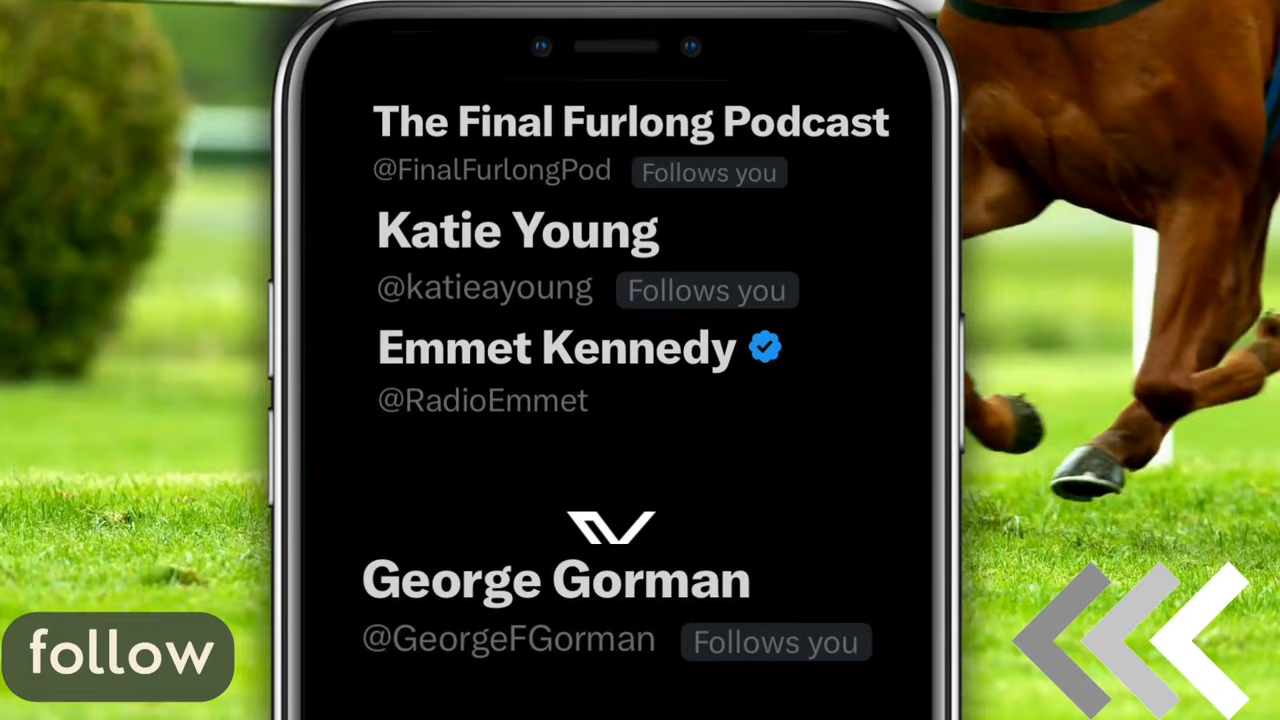 The Final Furlong Podcast
@FinalFurlongPod Follows you
Katie Young
@katieayoung Follows you
Emmet Kennedy
@RadioEmmet
George Gorman
@GeorgeFGorman Follows you
follow